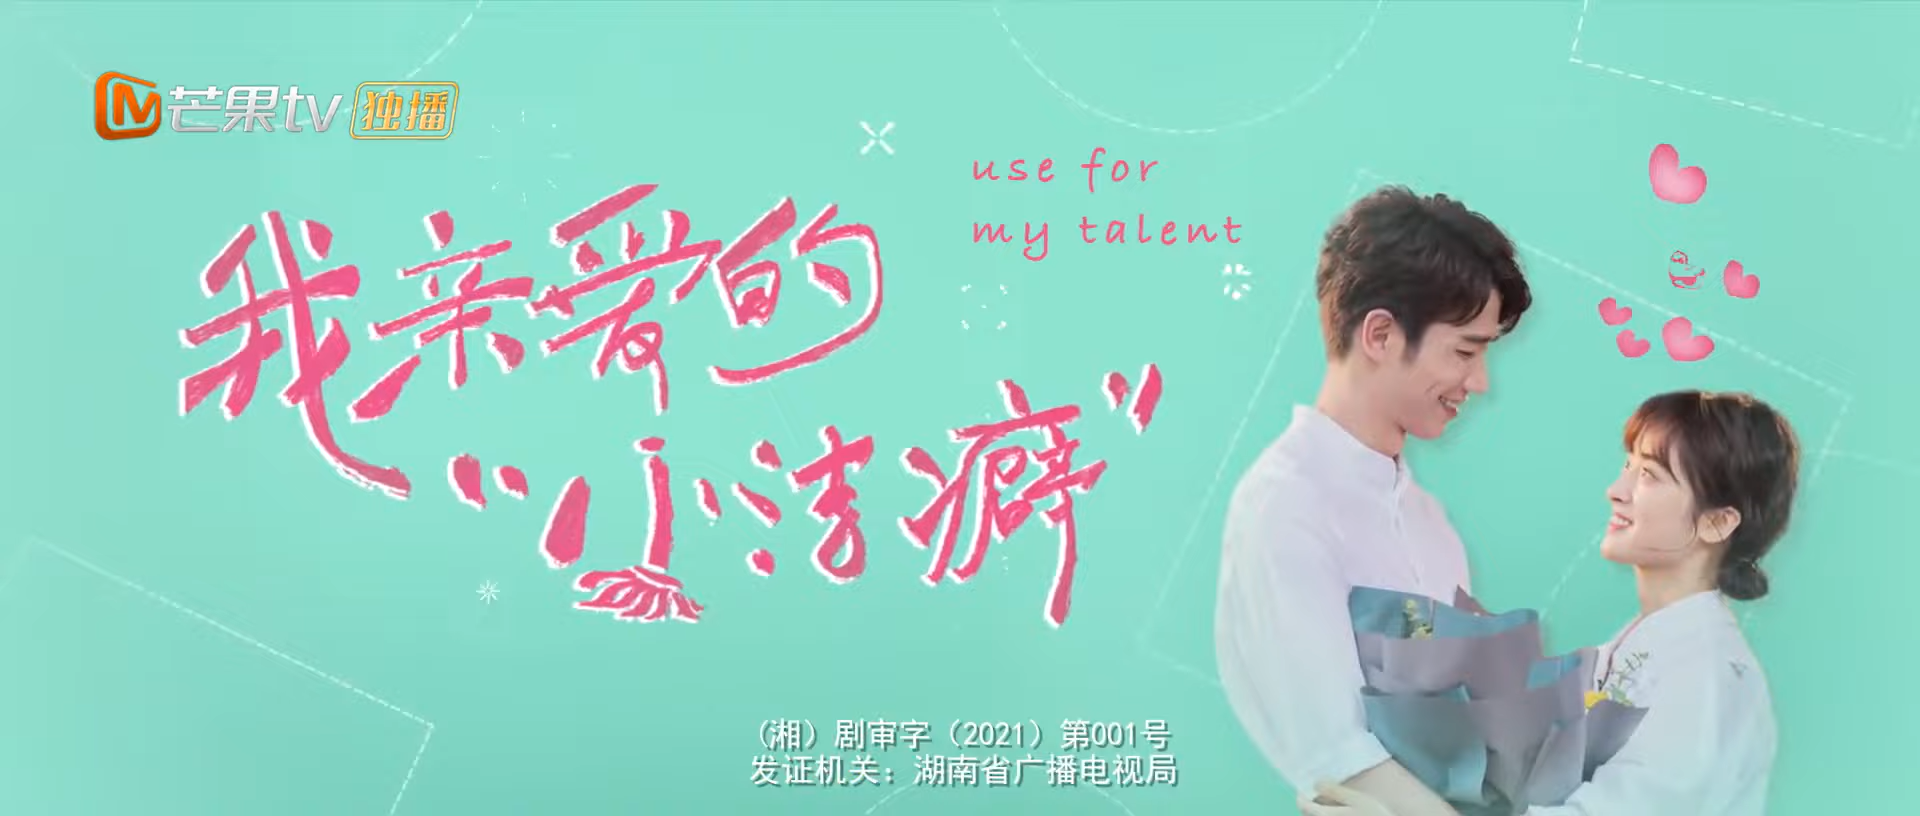 芒果tv 独播
use for
my talent
我亲爱的
“小洁癖”
（湘）剧审字（2021）第001号
发证机关：湖南省广播电视局